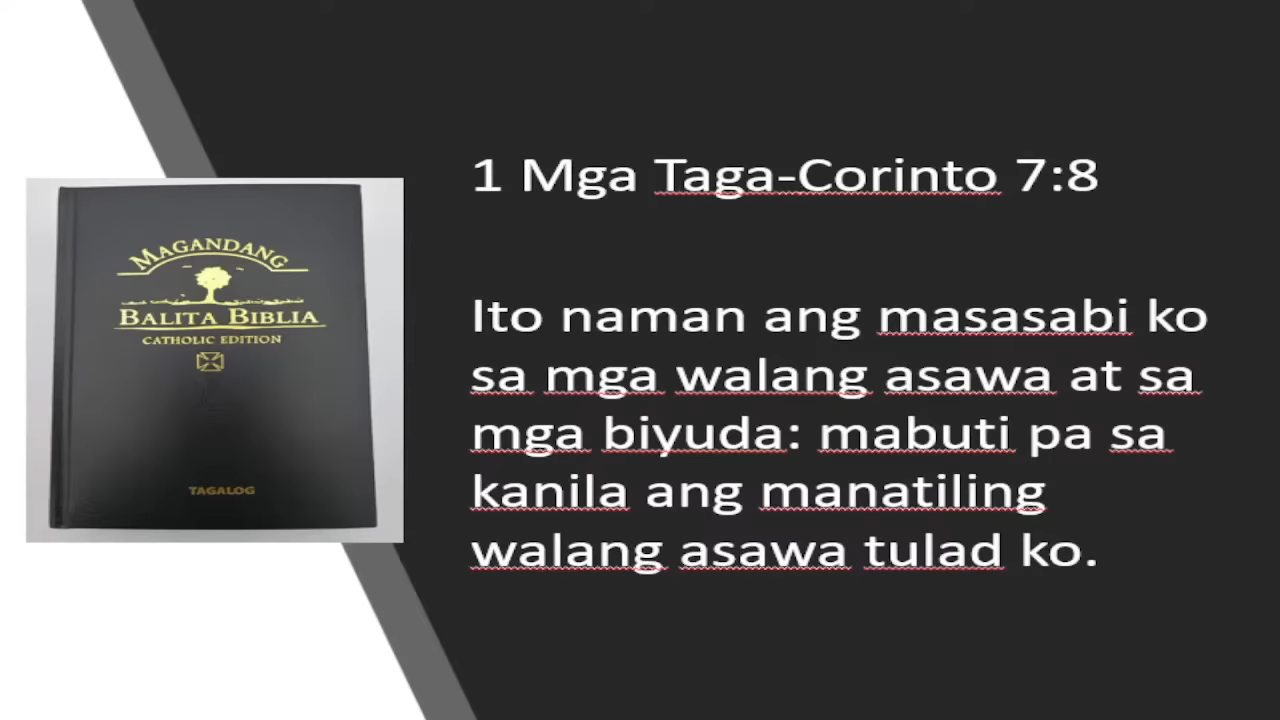 MAGANDANG
BALITA BIBLIA
CATHOLIC EDITION
TAGALOG
1 Mga Taga-Corinto 7:8
Ito naman ang masasabi ko
sa mga walang asawa at sa
mga biyuda: mabuti pa sa
kanila ang manatiling
walang asawa tulad ko.